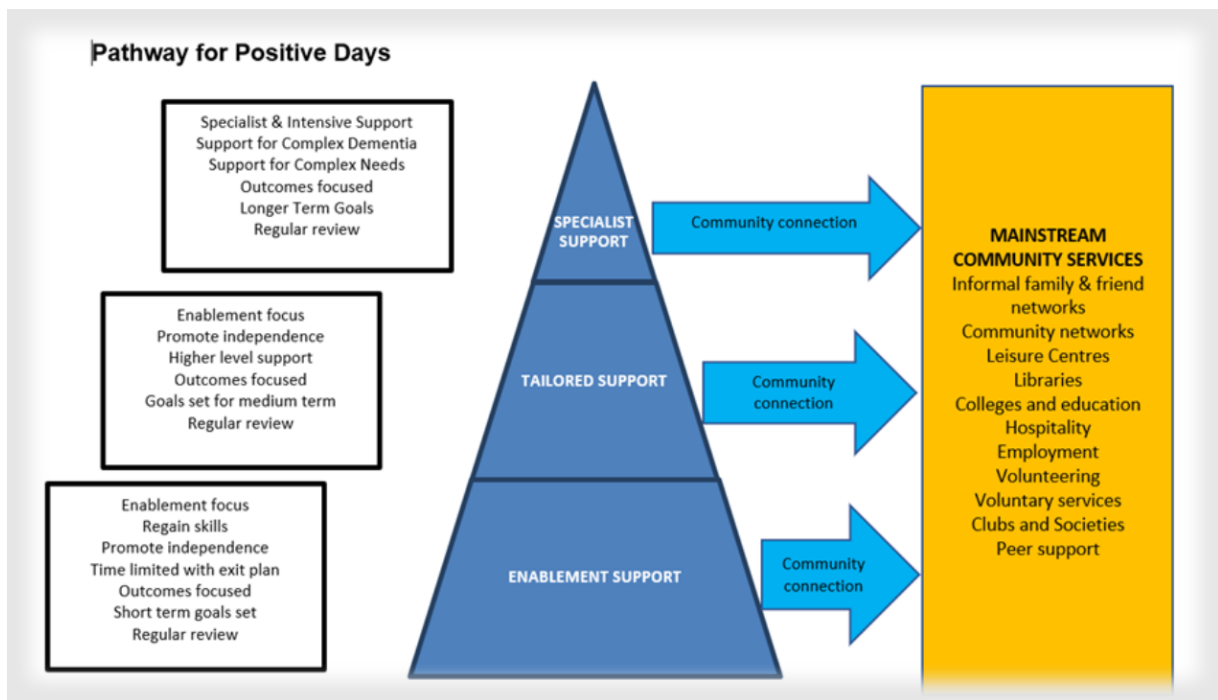 Pathway for Positive Days
Specialist & Intensive Support
Support for Complex Dementia
Support for Complex Needs
Outcomes focused
Longer Term Goals
Regular review
SPECIALIST
SUPPORT
Community connection
Enablement focus
Promote independence
Higher level support
Outcomes focused
Goals set for medium term
Regular review
TAILORED SUPPORT
Community
connection
Enablement focus
Regain skills
Promote independence
Time limited with exit plan
Outcomes focused
Short term goals set
Regular review
ENABLEMENT SUPPORT
Community
connection
MAINSTREAM
COMMUNITY SERVICES
Informal family & friend
networks
Community networks
Leisure Centres
Libraries
Colleges and education
Hospitality
Employment
Volunteering
Voluntary services
Clubs and Societies
Peer support